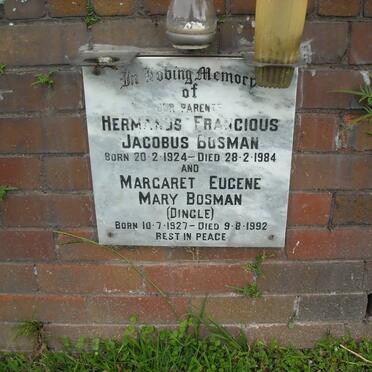 In Loving Memory
of
OUR PARENTS
HERMANUS FRANCIOUS
JACOBUS BOSMAN
BORN 20·2·1924 – DIED 28·2·1984
AND
MARGARET EUGENE
MARY BOSMAN
(DINGLE)
BORN 10·7·1927 – DIED 9·8·1992
REST IN PEACE